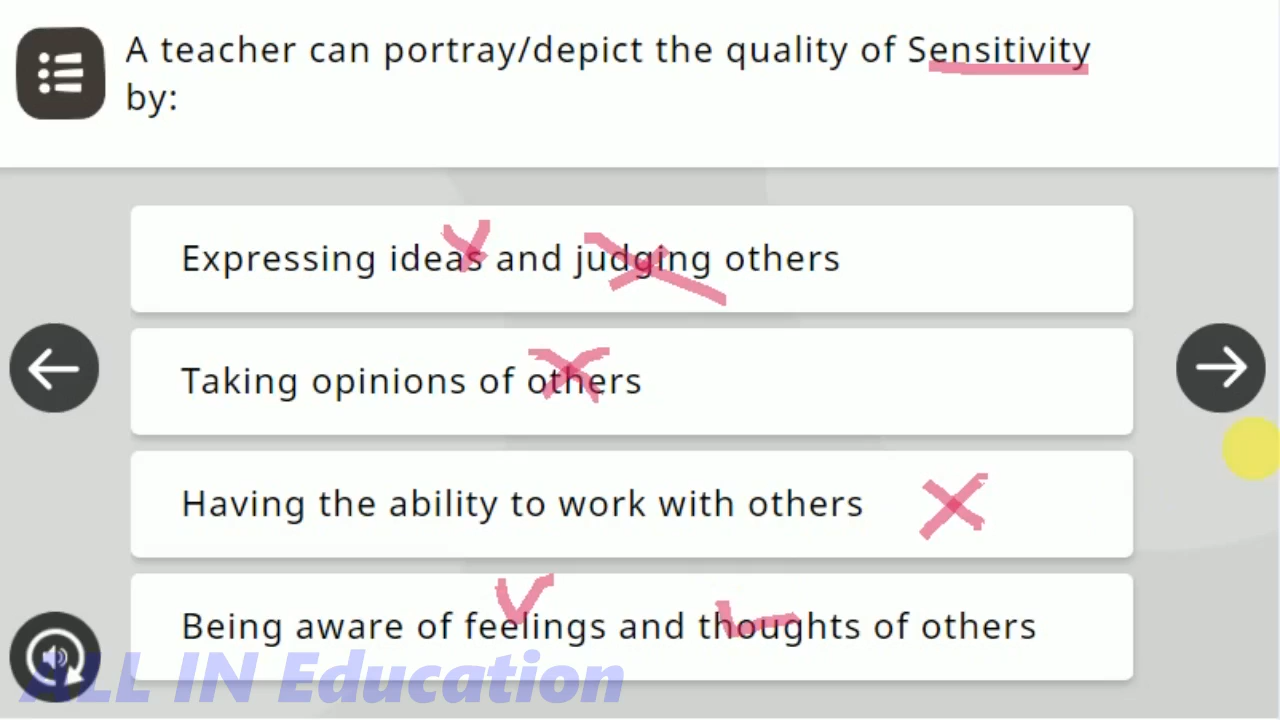 A teacher can portray/depict the quality of Sensitivity
by:
Expressing ideas and judging others
Taking opinions of others
Having the ability to work with others
Being aware of feelings and thoughts of others
ALL IN Education